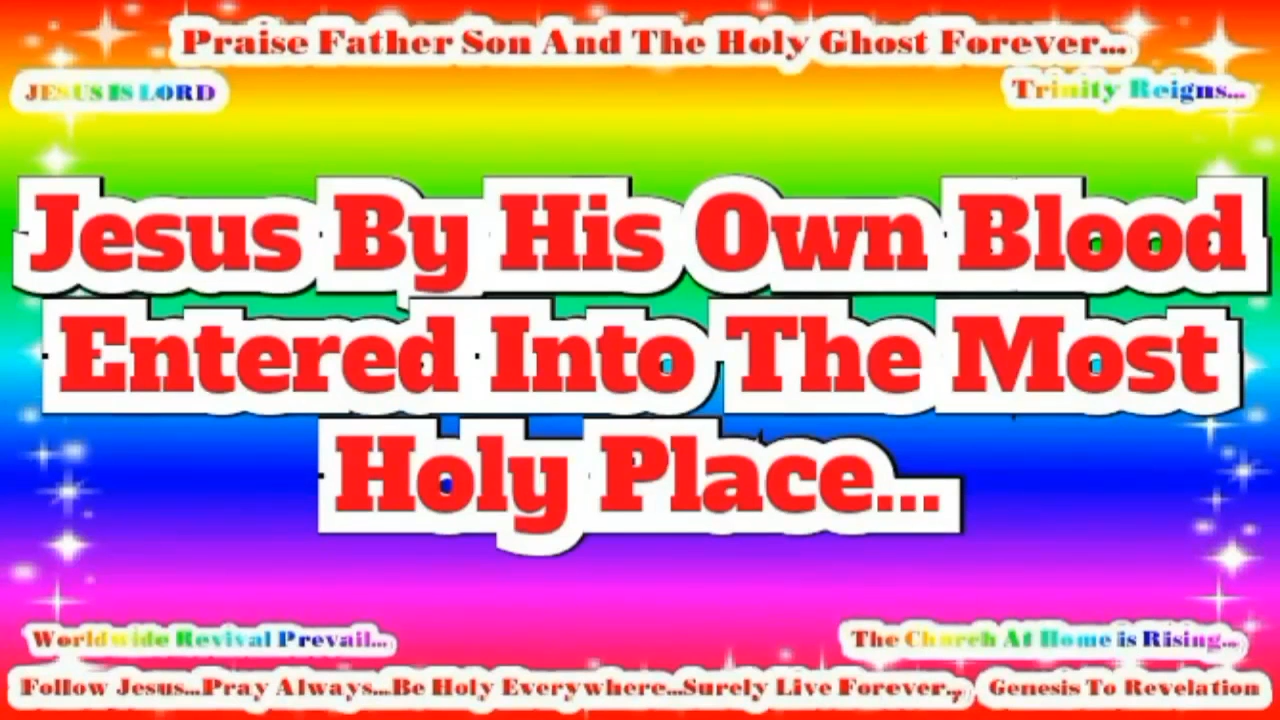 Praise Father Son And The Holy Ghost Forever...
JESUS IS LORD
Trinity Reigns...
Jesus By His Own Blood
Entered Into The Most
Holy Place...
Worldwide Revival Prevail...
The Church At Home is Rising...
Follow Jesus...Pray Always...Be Holy Everywhere...Surely Live Forever.., Genesis To Revelation